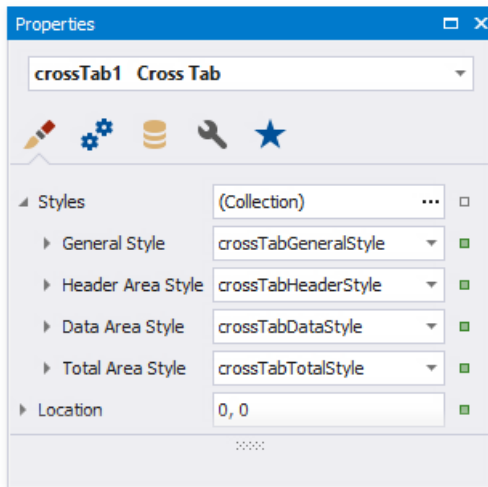 Properties
crossTab1 Cross Tab
Styles (Collection) ...
General Style crossTabGeneralStyle
Header Area Style crossTabHeaderStyle
Data Area Style crossTabDataStyle
Total Area Style crossTabTotalStyle
Location 0, 0